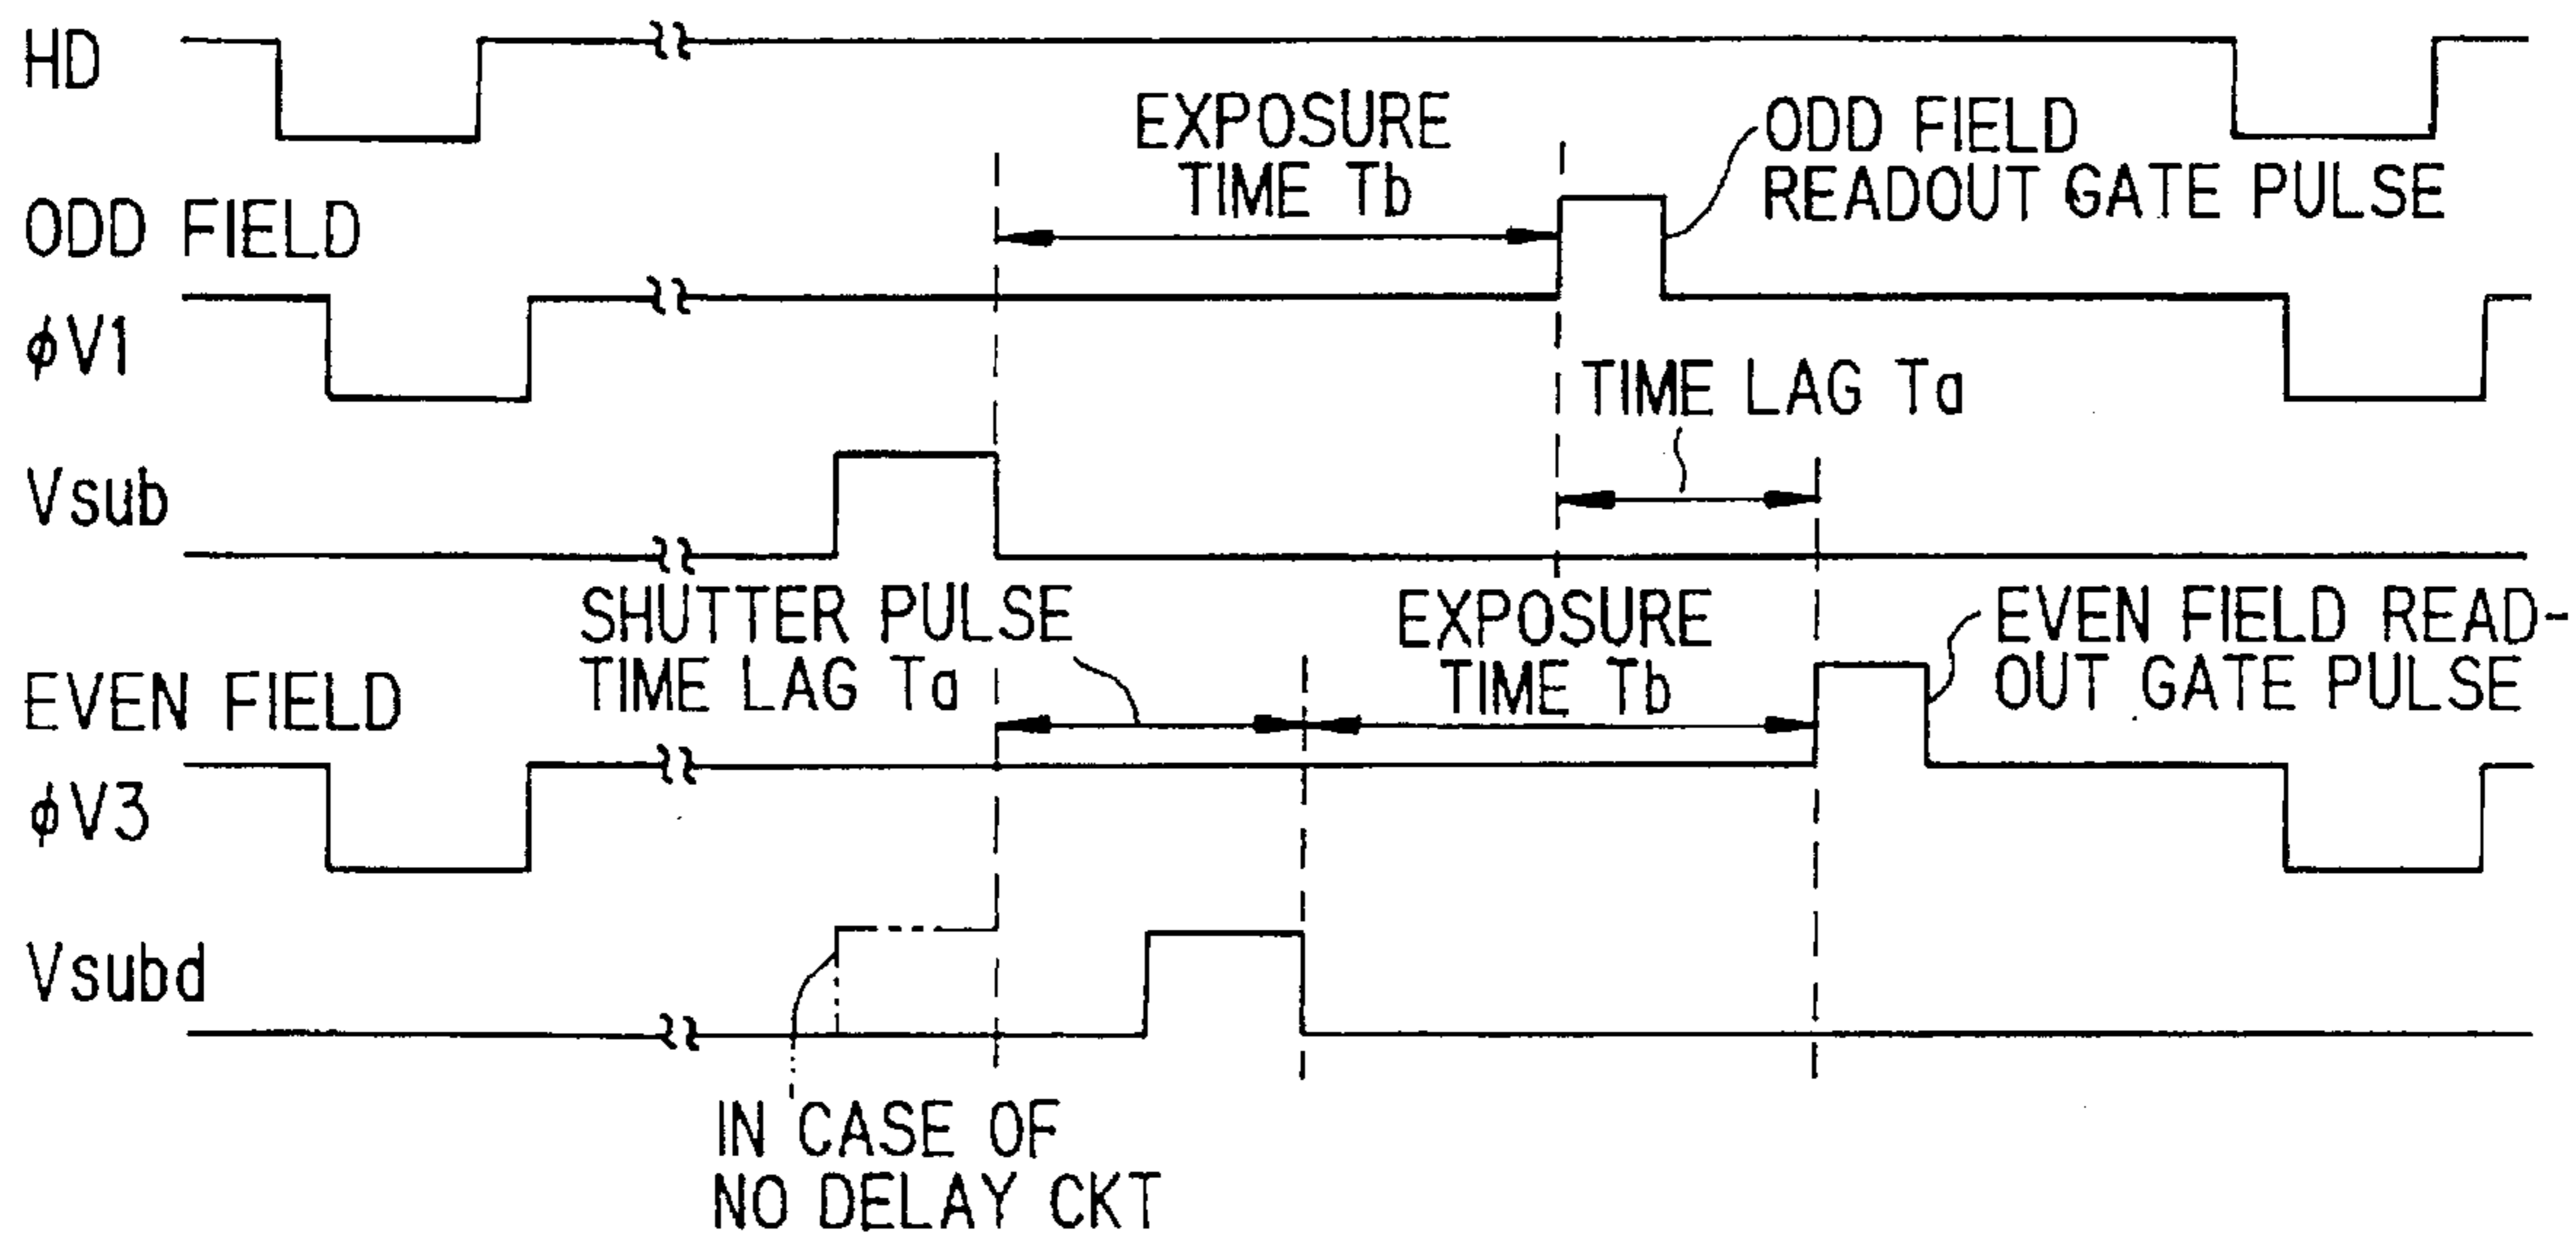 HD
EXPOSURE
TIME Tb
ODD FIELD
READOUT GATE PULSE
ODD FIELD
φV1
TIME LAG Ta
Vsub
SHUTTER PULSE
TIME LAG Ta
EXPOSURE
TIME Tb
EVEN FIELD READ-
OUT GATE PULSE
EVEN FIELD
φV3
Vsubd
IN CASE OF
NO DELAY CKT